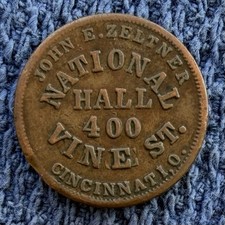 JOHN E. ZELTNER
NATIONAL
HALL
400
VINE ST.
CINCINNATI, O.